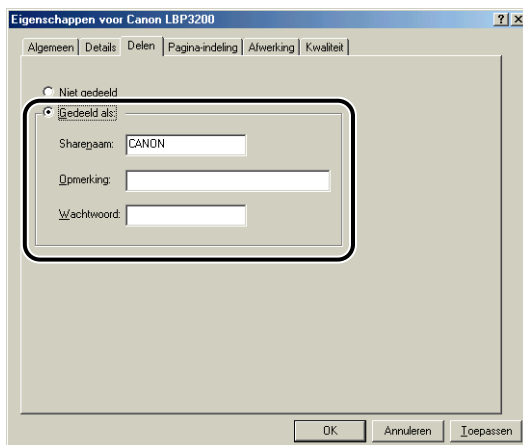 Eigenschappen voor Canon LBP3200
Algemeen Details Delen Pagina-indeling Afwerking Kwaliteit
Niet gedeeld
Gedeeld als:
Sharenaam: CANON
Opmerking:
Wachtwoord:
OK Annuleren Toepassen